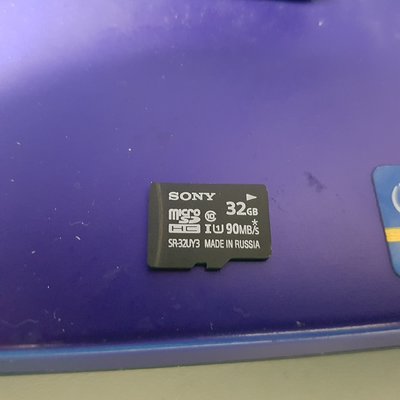 SONY
micro SD HC
10
32GB
I U1 90MB/s*
SR-32UY3 MADE IN RUSSIA